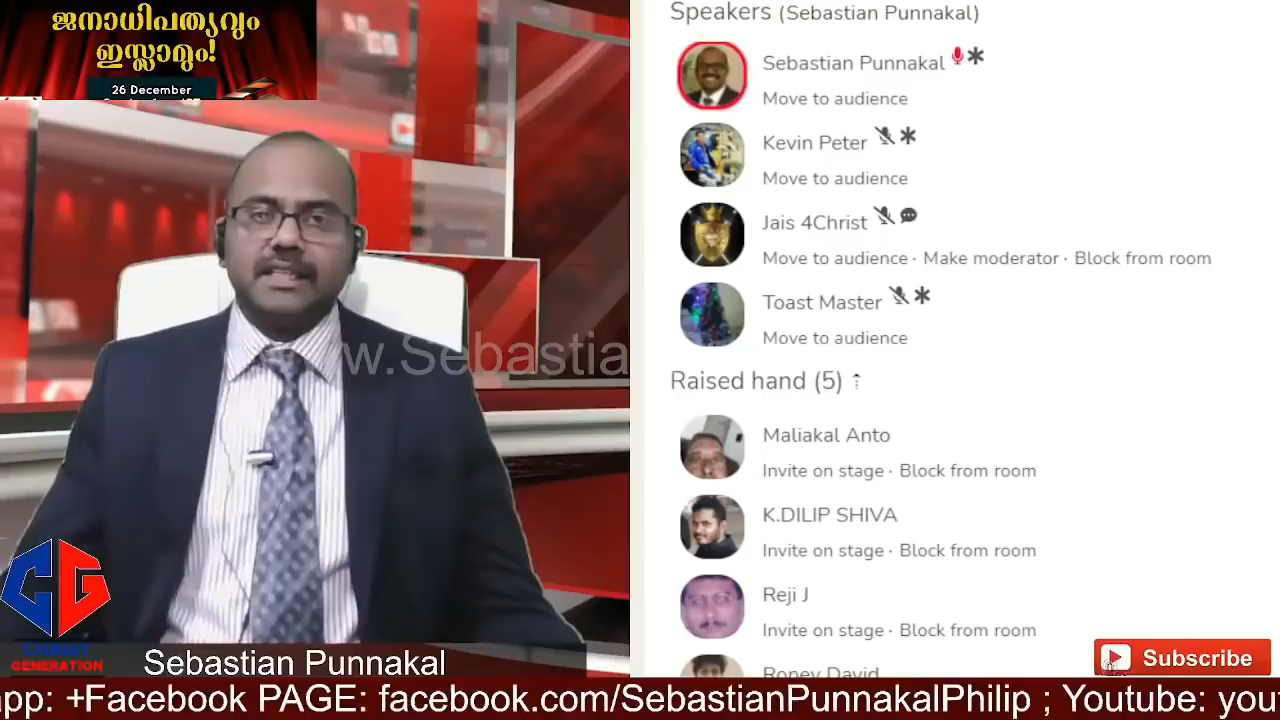 ജനാധിപത്യവും
ഇസ്ലാമും!
26 December
www.Sebastia
CHRIST
GENERATION
Sebastian Punnakal
Speakers (Sebastian Punnakal)
Sebastian Punnakal
Move to audience
Kevin Peter
Move to audience
Jais 4Christ
Move to audience · Make moderator · Block from room
Toast Master
Move to audience
Raised hand (5)
Maliakal Anto
Invite on stage · Block from room
K.DILIP SHIVA
Invite on stage · Block from room
Reji J
Invite on stage · Block from room
Roney David
Subscribe
app: +Facebook PAGE: facebook.com/SebastianPunnakalPhilip ; Youtube: you